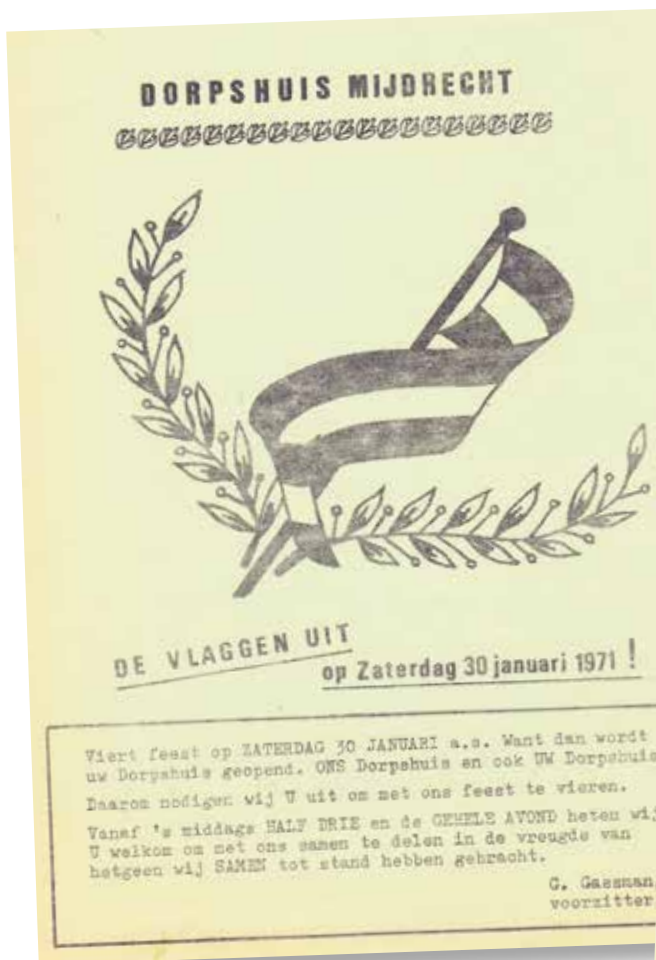 DORPSHUIS MIJDRECHT
DE VLAGGEN UIT
op Zaterdag 30 januari 1971 !
Viert feest op ZATERDAG 30 JANUARI a.s. Want dan wordt
uw Dorpshuis geopend. ONS Dorpshuis en ook UW Dorpshuis
Daarom nodigen wij U uit om met ons feest te vieren.
Vanaf 's middags HALF DRIE en de GEHELE AVOND heten wij
U welkom om met ons samen te delen in de vreugde van
hetgeen wij SAMEN tot stand hebben gebracht.
G. Gassman
voorzitter